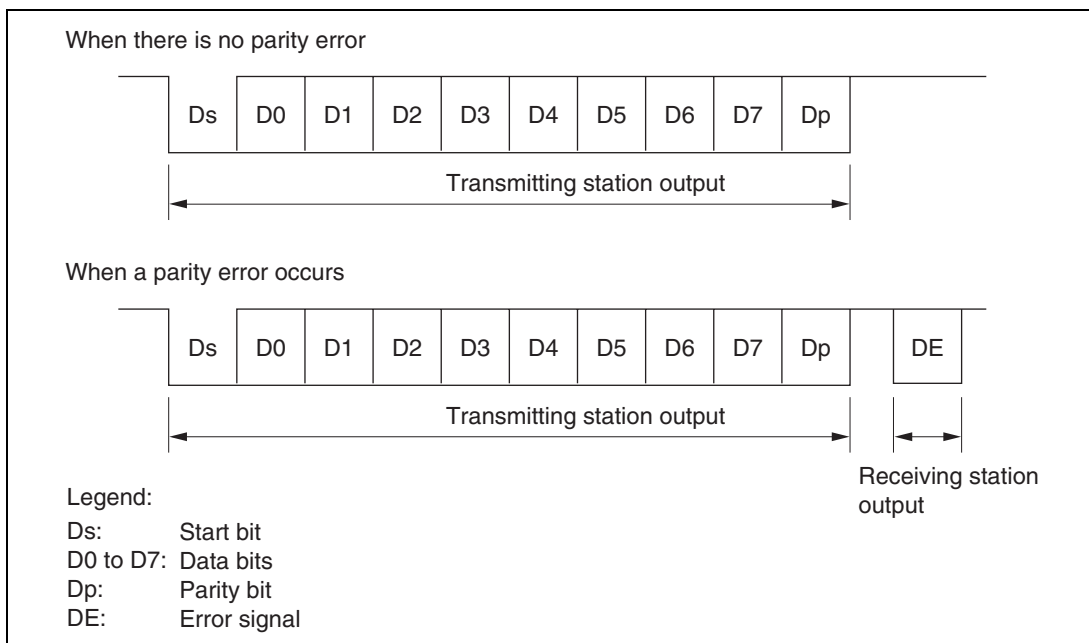 When there is no parity error
Ds D0 D1 D2 D3 D4 D5 D6 D7 Dp
Transmitting station output
When a parity error occurs
Ds D0 D1 D2 D3 D4 D5 D6 D7 Dp DE
Transmitting station output
Receiving station
output
Legend:
Ds: Start bit
D0 to D7: Data bits
Dp: Parity bit
DE: Error signal